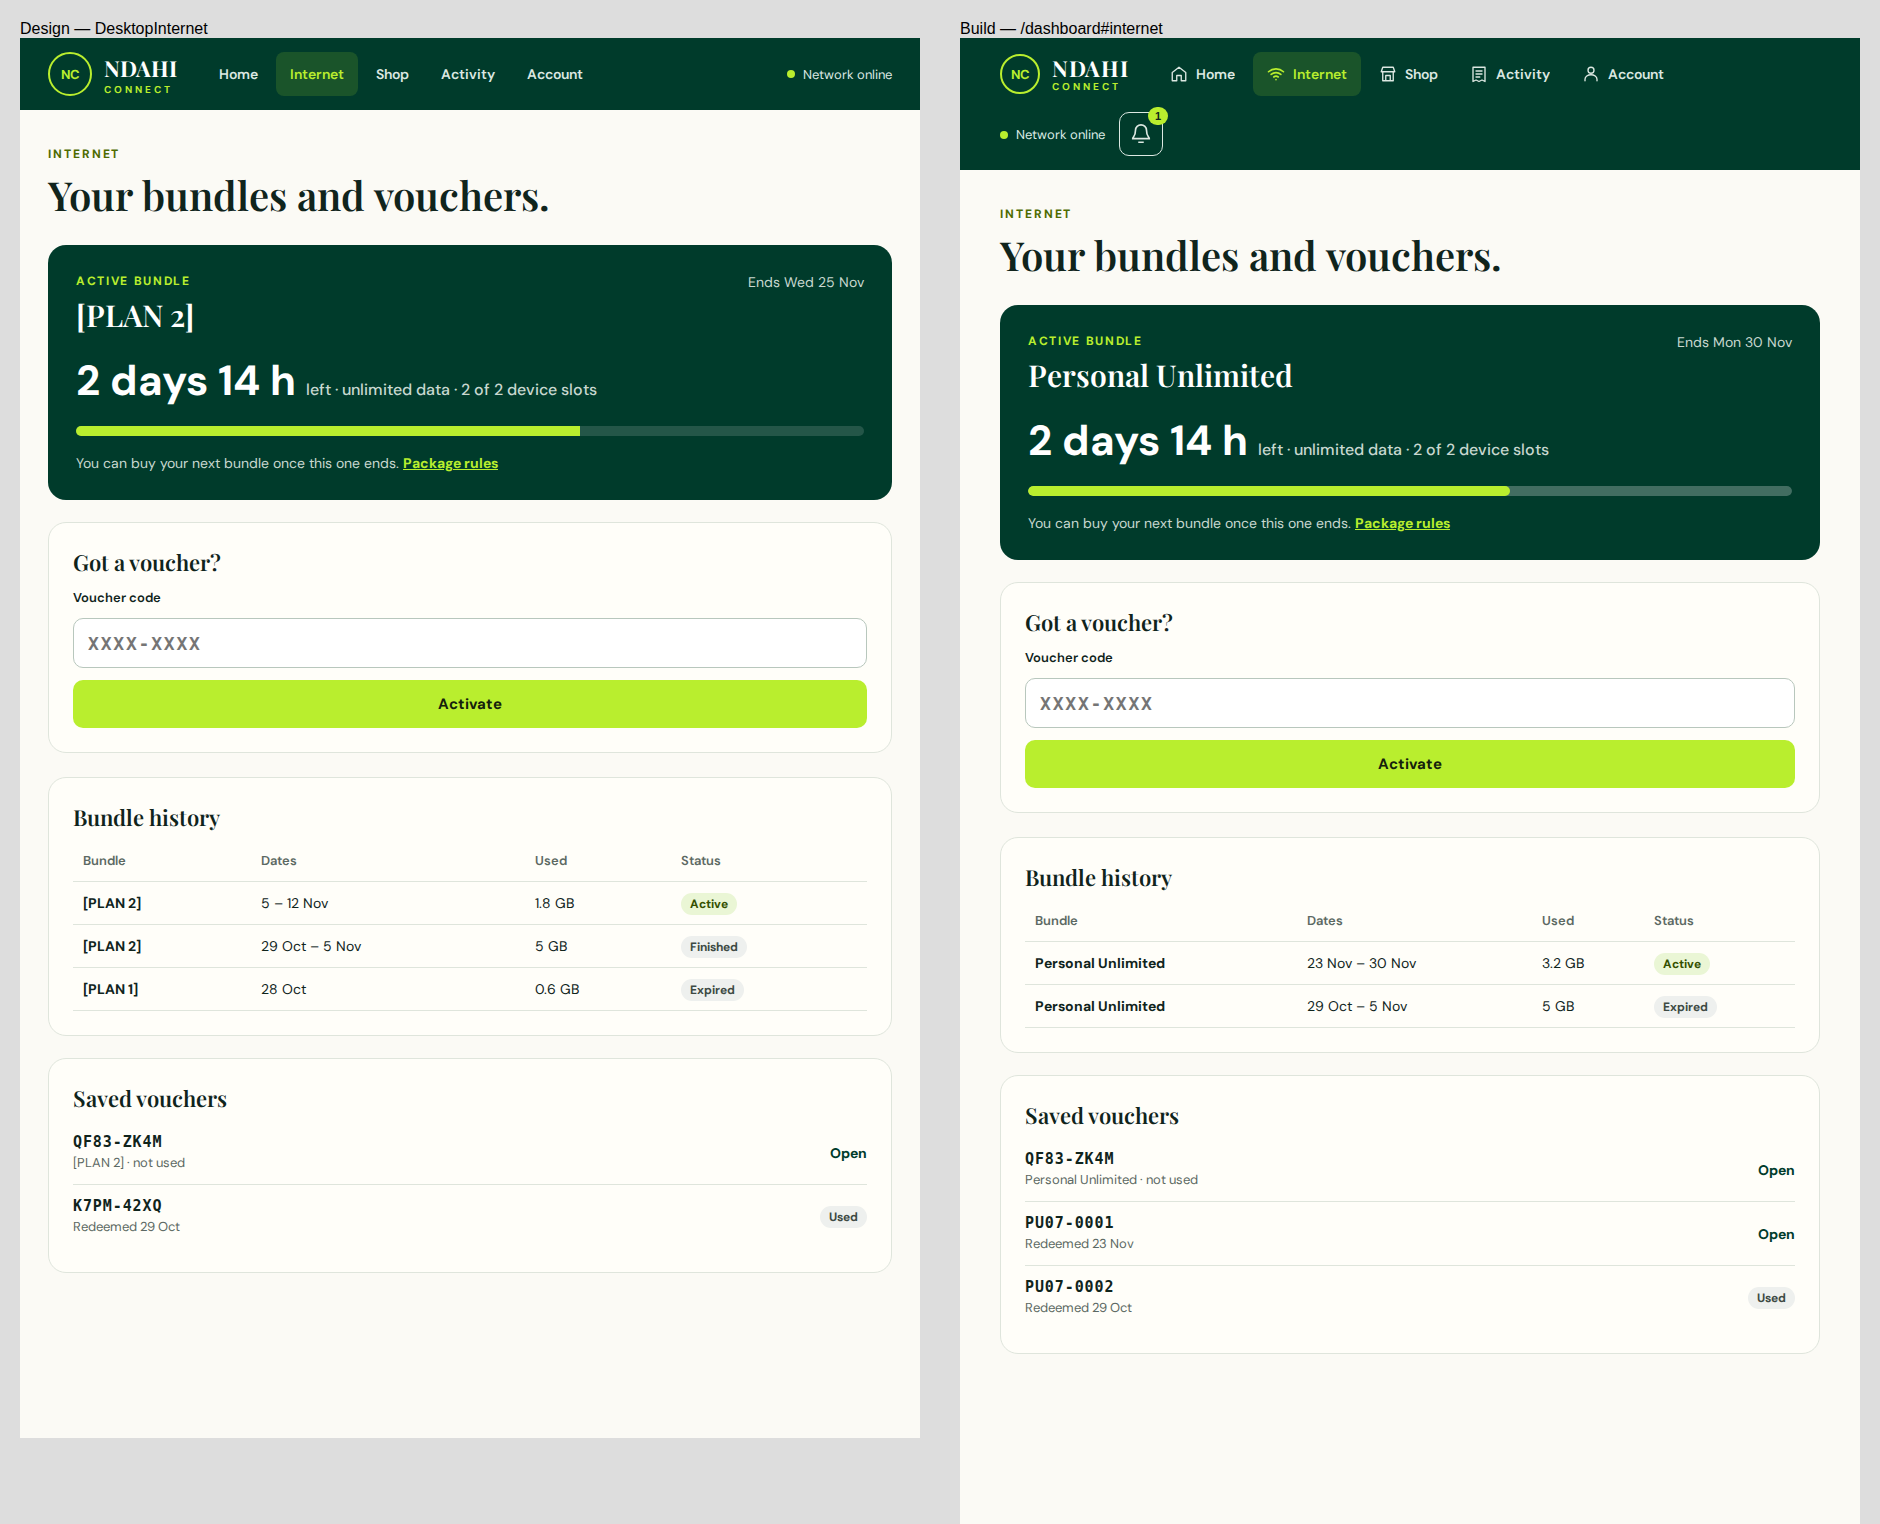 Design — DesktopInternet
NC
NDAHI
CONNECT
Home
Internet
Shop
Activity
Account
Network online
INTERNET
Your bundles and vouchers.
ACTIVE BUNDLE
Ends Wed 25 Nov
[PLAN 2]
2 days 14 h left · unlimited data · 2 of 2 device slots
You can buy your next bundle once this one ends. Package rules
Got a voucher?
Voucher code
XXXX-XXXX
Activate
Bundle history
Bundle Dates Used Status
[PLAN 2] 5 – 12 Nov 1.8 GB Active
[PLAN 2] 29 Oct – 5 Nov 5 GB Finished
[PLAN 1] 28 Oct 0.6 GB Expired
Saved vouchers
QF83-ZK4M
[PLAN 2] · not used
Open
K7PM-42XQ
Redeemed 29 Oct
Used
Build — /dashboard#internet
NC
NDAHI
CONNECT
Home
Internet
Shop
Activity
Account
Network online
1
INTERNET
Your bundles and vouchers.
ACTIVE BUNDLE
Ends Mon 30 Nov
Personal Unlimited
2 days 14 h left · unlimited data · 2 of 2 device slots
You can buy your next bundle once this one ends. Package rules
Got a voucher?
Voucher code
XXXX-XXXX
Activate
Bundle history
Bundle Dates Used Status
Personal Unlimited 23 Nov – 30 Nov 3.2 GB Active
Personal Unlimited 29 Oct – 5 Nov 5 GB Expired
Saved vouchers
QF83-ZK4M
Personal Unlimited · not used
Open
PU07-0001
Redeemed 23 Nov
Open
PU07-0002
Redeemed 29 Oct
Used